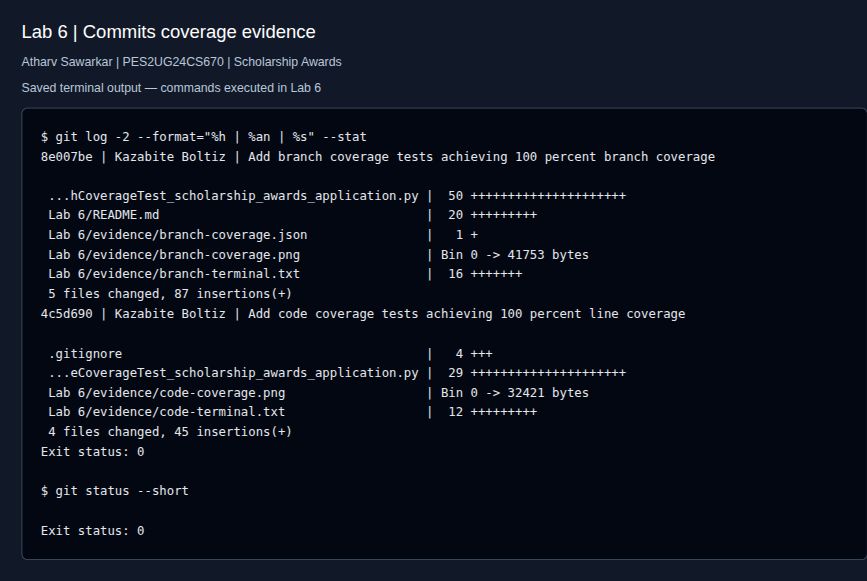 Lab 6 | Commits coverage evidence
Atharv Sawarkar | PES2UG24CS670 | Scholarship Awards
Saved terminal output — commands executed in Lab 6
$ git log -2 --format="%h | %an | %s" --stat
8e007be | Kazabite Boltiz | Add branch coverage tests achieving 100 percent branch coverage
...hCoverageTest_scholarship_awards_application.py |  50 +++++++++++++++++++++
Lab 6/README.md                                    |  20 +++++++++
Lab 6/evidence/branch-coverage.json                |   1 +
Lab 6/evidence/branch-coverage.png                 | Bin 0 -> 41753 bytes
Lab 6/evidence/branch-terminal.txt                 |  16 +++++++
5 files changed, 87 insertions(+)
4c5d690 | Kazabite Boltiz | Add code coverage tests achieving 100 percent line coverage
.gitignore                                         |   4 +++
...eCoverageTest_scholarship_awards_application.py |  29 +++++++++++++++++++++
Lab 6/evidence/code-coverage.png                   | Bin 0 -> 32421 bytes
Lab 6/evidence/code-terminal.txt                   |  12 +++++++++
4 files changed, 45 insertions(+)
Exit status: 0
$ git status --short
Exit status: 0